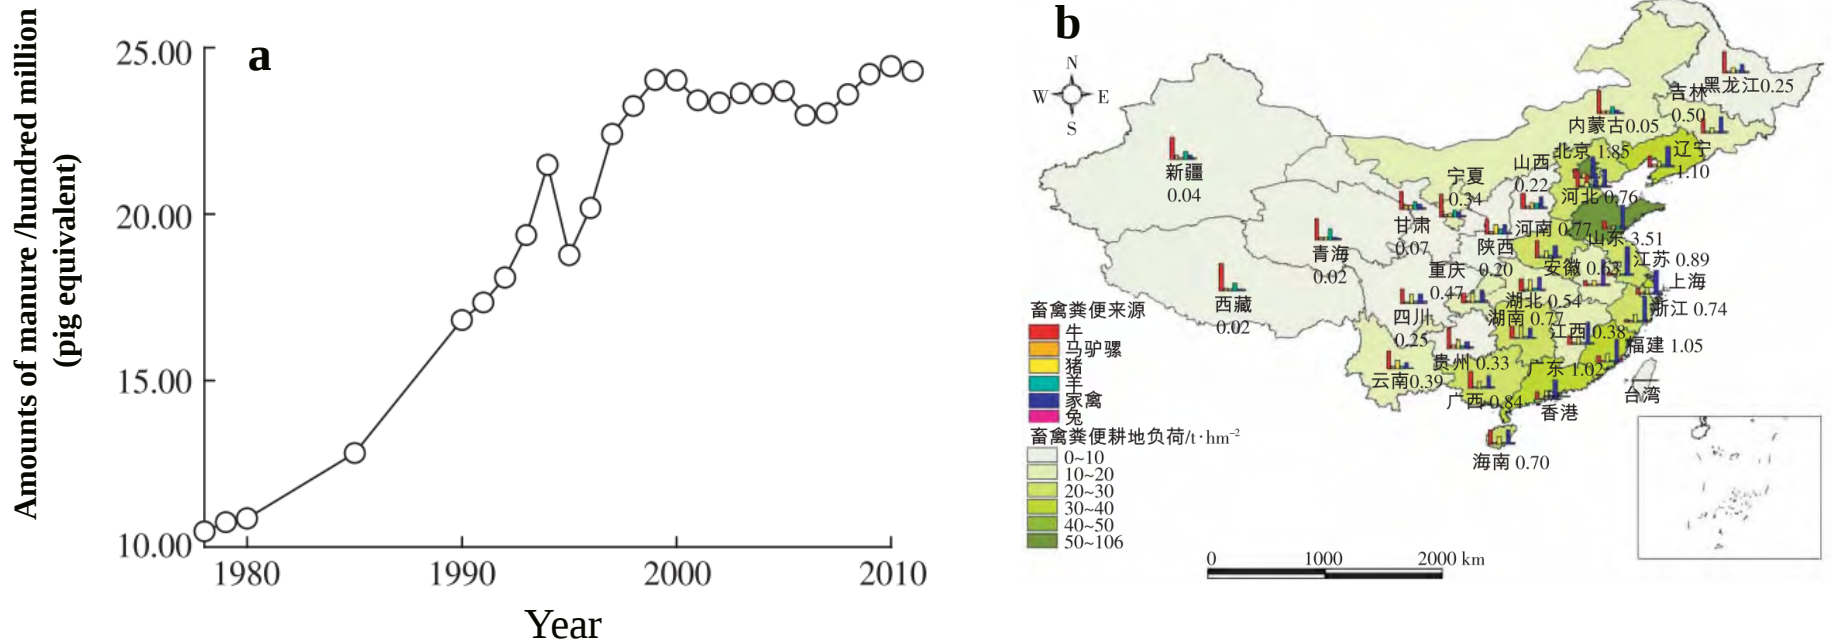 Amounts of manure /hundred million
(pig equivalent)
a
25.00
20.00
15.00
10.00
1980
1990
2000
2010
Year
b
N
W
E
S
黑龙江0.25
吉林
0.50
内蒙古0.05
辽宁
1.10
北京 1.85
新疆
0.04
宁夏
0.34
山西
0.22
河北 0.76
甘肃
0.07
陕西
0.20
河南 0.77
山东 3.51
青海
0.02
重庆
0.47
安徽 0.63
江苏 0.89
上海
西藏
0.02
湖北 0.54
浙江 0.74
四川
0.25
湖南 0.77
江西 0.38
福建 1.05
贵州 0.33
广东 1.02
云南0.39
广西 0.84
香港
台湾
海南 0.70
畜禽粪便来源
牛
马驴骡
猪
羊
家禽
兔
畜禽粪便耕地负荷/t·hm⁻²
0~10
10~20
20~30
30~40
40~50
50~106
0
1000
2000 km